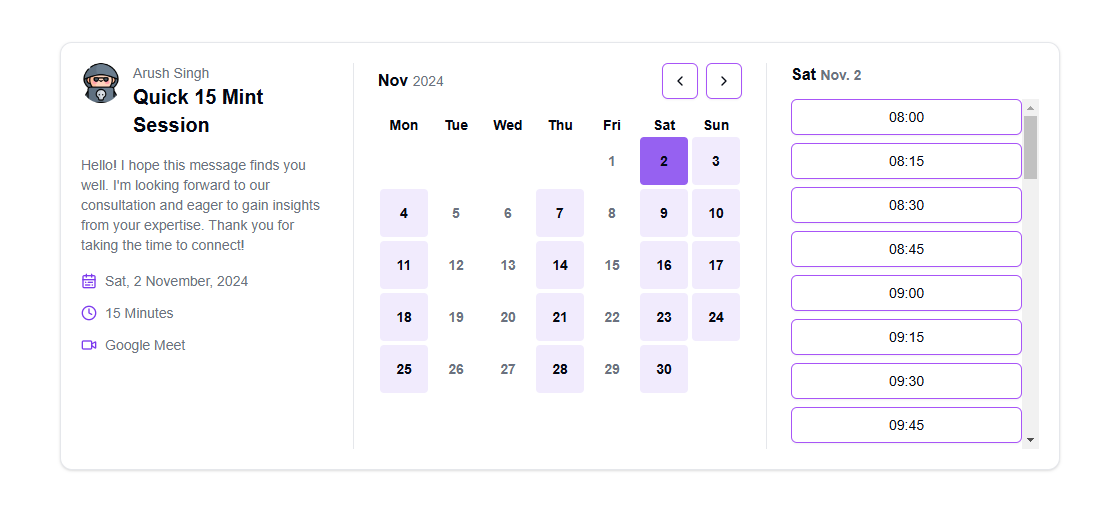 Arush Singh
Quick 15 Mint
Session
Hello! I hope this message finds you
well. I'm looking forward to our
consultation and eager to gain insights
from your expertise. Thank you for
taking the time to connect!
Sat, 2 November, 2024
15 Minutes
Google Meet
Nov 2024
Mon Tue Wed Thu Fri Sat Sun
1 2 3
4 5 6 7 8 9 10
11 12 13 14 15 16 17
18 19 20 21 22 23 24
25 26 27 28 29 30
Sat Nov. 2
08:00
08:15
08:30
08:45
09:00
09:15
09:30
09:45